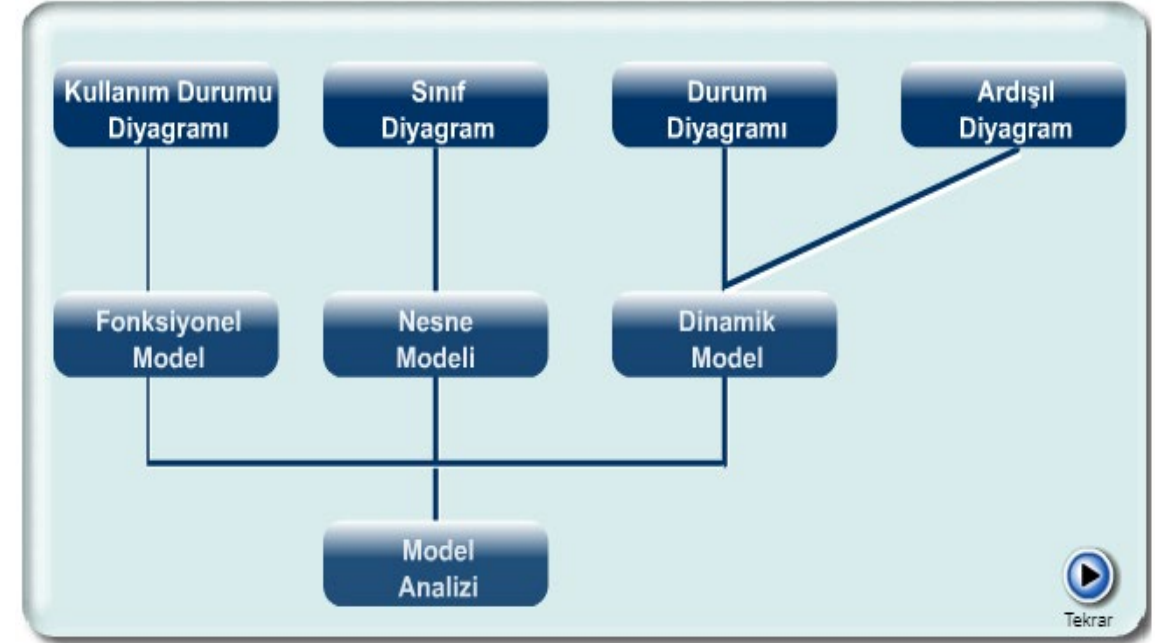 Kullanım Durumu
Diyagramı
Sınıf
Diyagram
Durum
Diyagramı
Ardışıl
Diyagram
Fonksiyonel
Model
Nesne
Modeli
Dinamik
Model
Model
Analizi
Tekrar